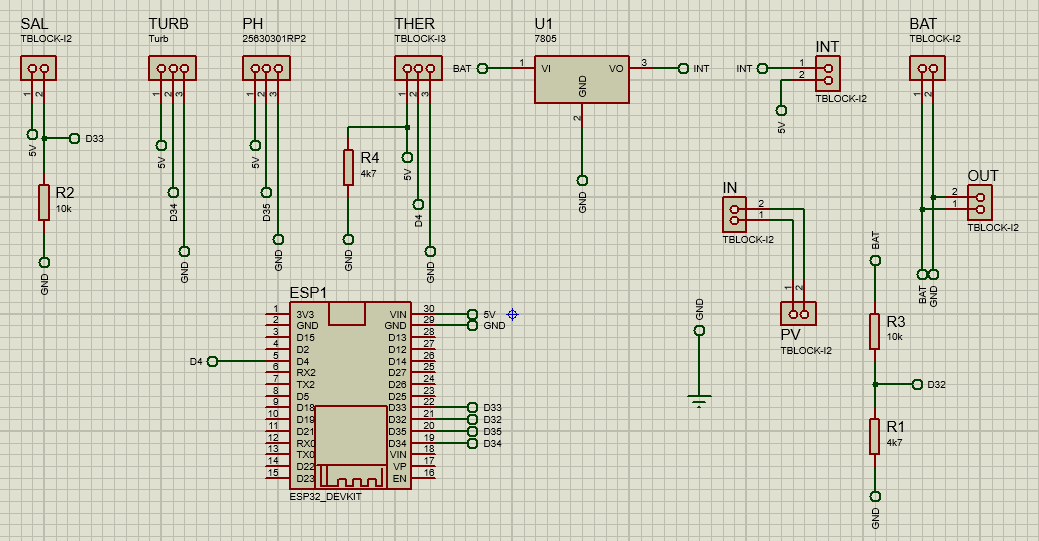 SAL
TBLOCK-I2
1
2
5V
D33
R2
10k
GND
TURB
Turb
1
2
3
5V
D34
GND
PH
25630301RP2
1
2
3
5V
D35
GND
THER
TBLOCK-I3
1
2
3
R4
4k7
5V
D4
GND
GND
U1
7805
BAT
1
VI
VO
3
INT
GND
2
GND
INT
INT
1
2
TBLOCK-I2
5V
BAT
TBLOCK-I2
1
2
OUT
2
1
TBLOCK-I2
BAT
GND
IN
2
1
TBLOCK-I2
1
2
PV
TBLOCK-I2
GND
BAT
R3
10k
D32
R1
4k7
GND
ESP1
1 3V3 VIN 30 5V
2 GND GND 29 GND
3 D15 D13 28
4 D2 D12 27
D4 5 D4 D14 26
6 RX2 D27 25
7 TX2 D26 24
8 D5 D25 23
9 D18 D33 22 D33
10 D19 D32 21 D32
11 D21 D35 20 D35
12 RX0 D34 19 D34
13 TX0 VIN 18
14 D22 VP 17
15 D23 EN 16
ESP32_DEVKIT